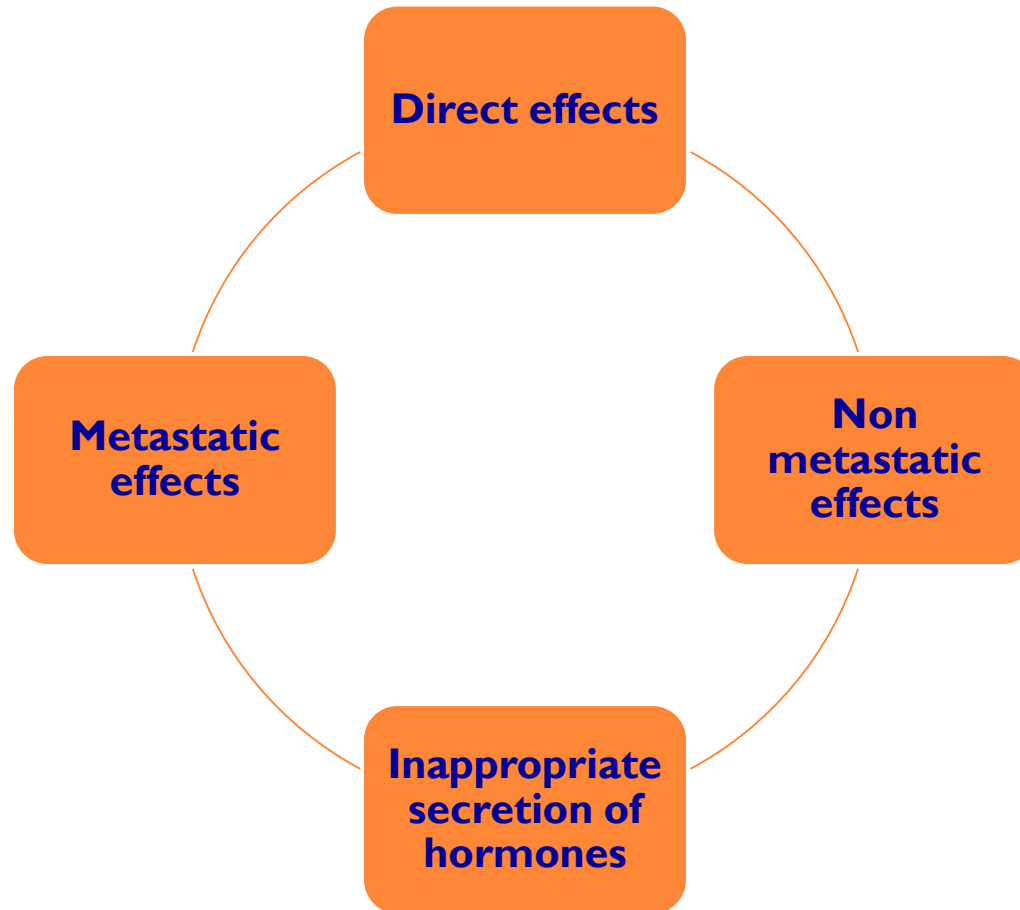 Direct effects
Metastatic
effects
Non
metastatic
effects
Inappropriate
secretion of
hormones